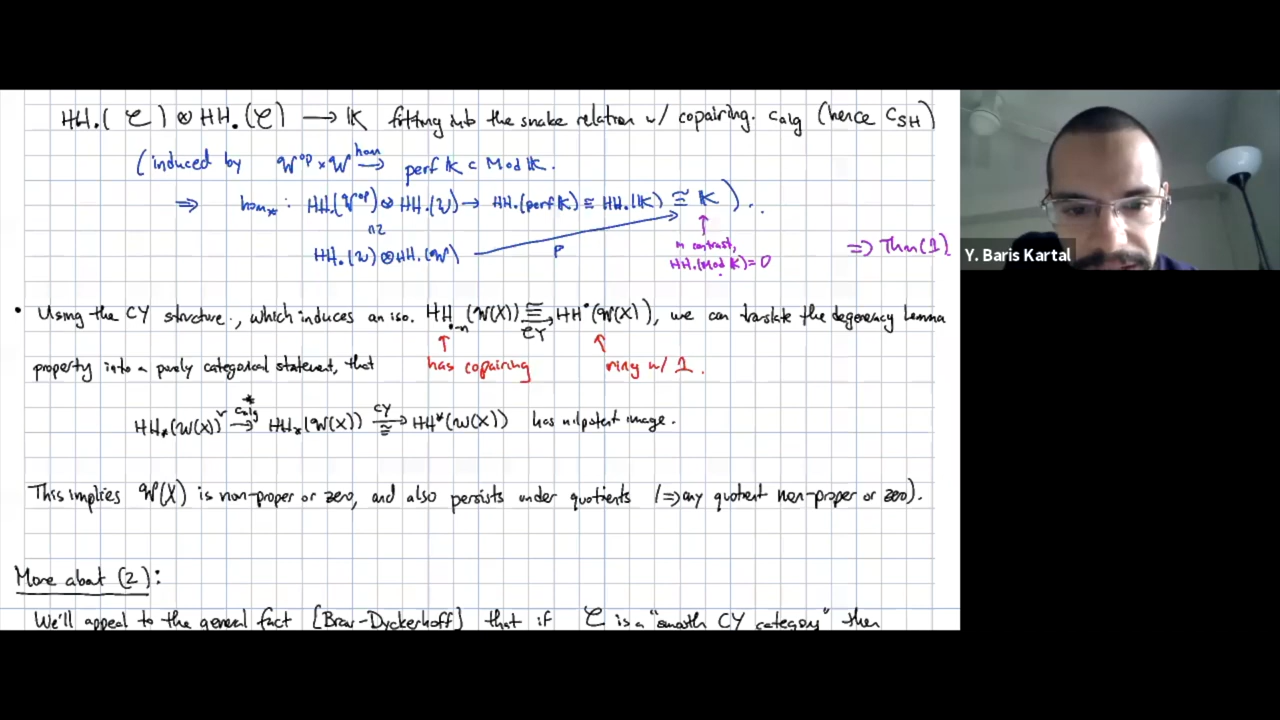 HH.(𝒞) ⊗ HH.(𝒞) → 𝕂 fitting into the snake relation w/ copairing. c_alg (hence c_SH)
(induced by 𝒲^op × 𝒲 →^hom perf 𝕂 ⊂ Mod 𝕂.
⇒ hom_*: HH.(𝒲^op) ⊗ HH.(𝒲) → HH.(perf 𝕂) ≅ HH.(𝕂) ≅ 𝕂 ) . .
HH.(𝒲) ⊗ HH.(𝒲) P
in contrast,
HH.(Mod 𝕂) = 0
⇒ Thm (1)
Y. Baris Kartal
• Using the CY structure, which induces an iso. HH_{•-n}(𝒲(X)) ≅→_CY HH^•(𝒲(X)), we can translate the degeneracy lemma
property into a purely categorical statement, that
has copairing
ring w/ 1.
HH_*(𝒲(X))^∨ →^{c_alg^*} HH_*(𝒲(X)) →^CY_≅ HH^*(𝒲(X)) has nilpotent image.
This implies 𝒲(X) is non-proper or zero, and also persists under quotients (⇒ any quotient non-proper or zero).
More about (2):
We'll appeal to the general fact [Brav-Dyckerhoff] that if 𝒞 is a "smooth CY category" then